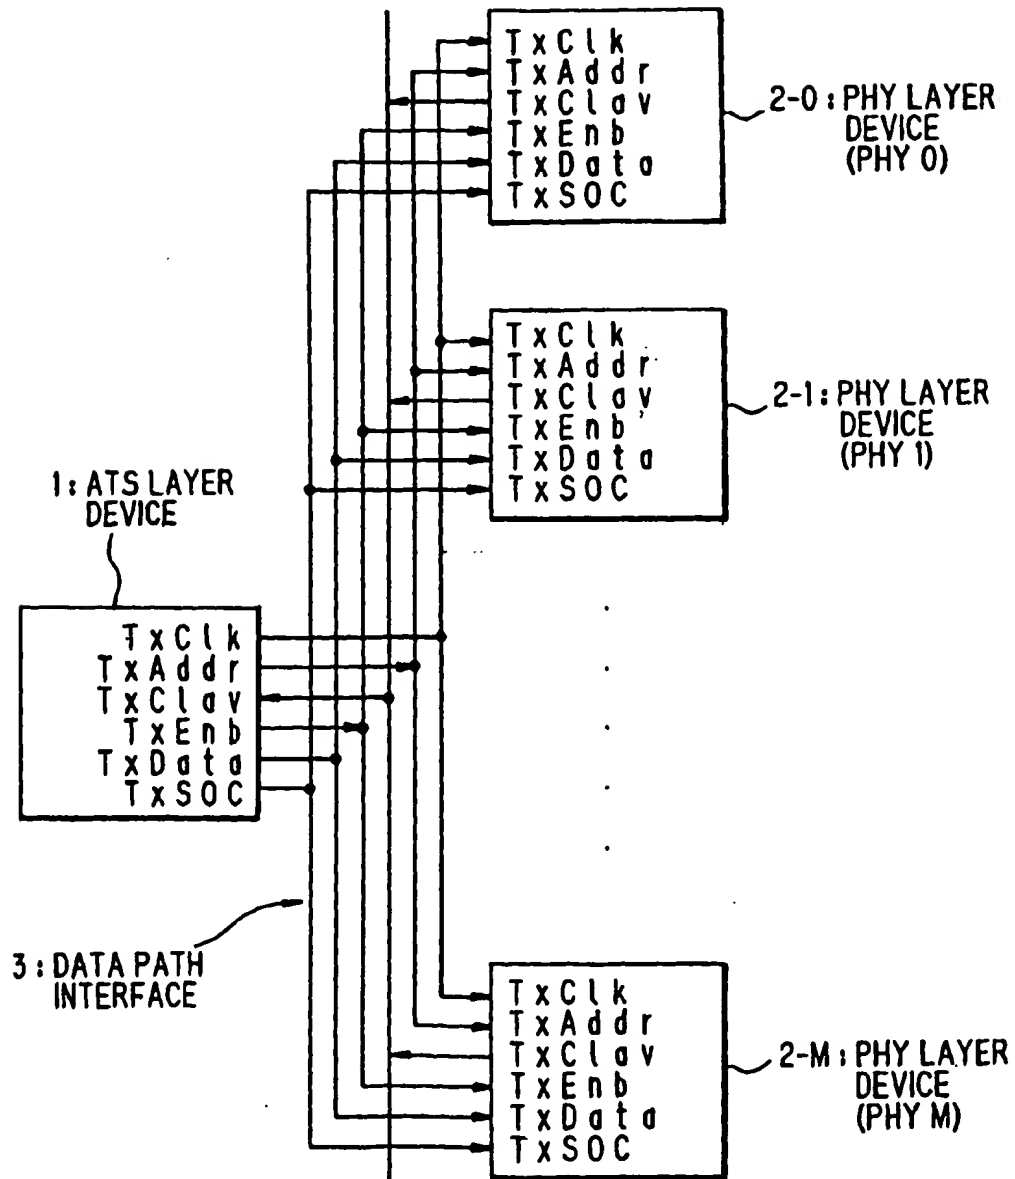 TxClk
TxAddr
TxClav
TxEnb
TxData
TxSOC
2-0: PHY LAYER
DEVICE
(PHY 0)
TxClk
TxAddr
TxClav
TxEnb
TxData
TxSOC
2-1: PHY LAYER
DEVICE
(PHY 1)
1: ATS LAYER
DEVICE
TxClk
TxAddr
TxClav
TxEnb
TxData
TxSOC
3: DATA PATH
INTERFACE
TxClk
TxAddr
TxClav
TxEnb
TxData
TxSOC
2-M: PHY LAYER
DEVICE
(PHY M)